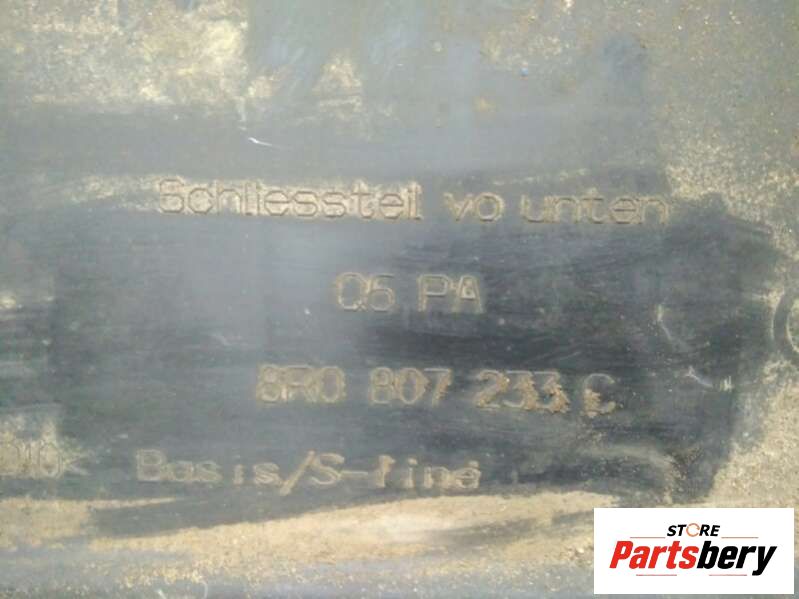 Schliessteil vo unten
Q5 PA
8R0 807 233 C
Basis/S-line
STORE
Partsbery